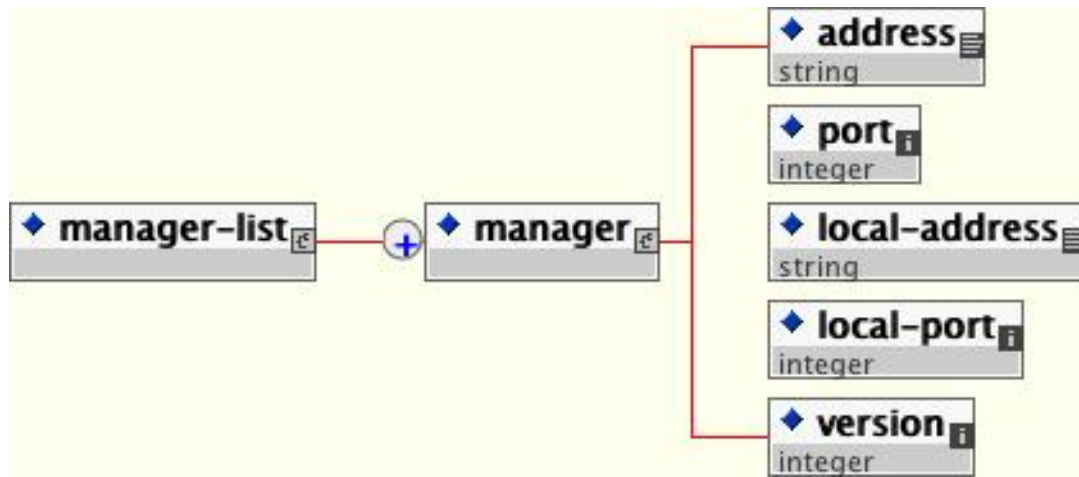 address
string
port
integer
manager-list
manager
local-address
string
local-port
integer
version
integer